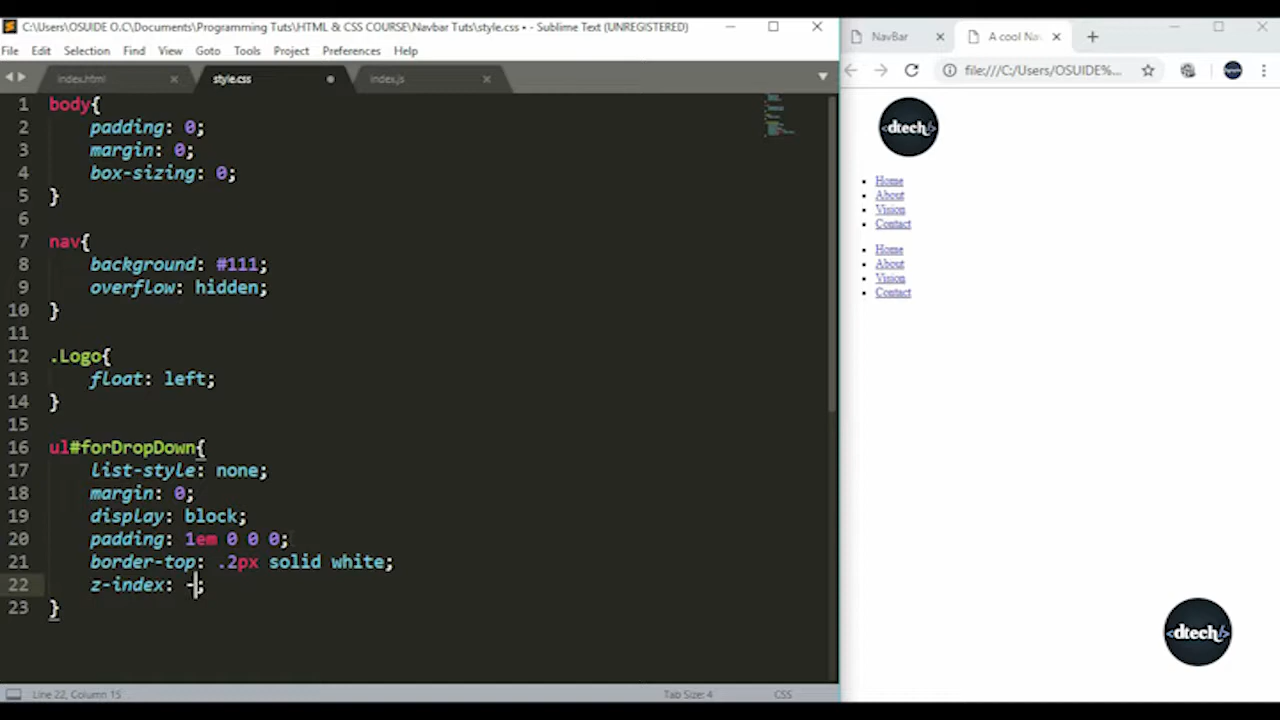 C:\Users\OSUIDE O.C\Documents\Programming Tuts\HTML & CSS COURSE\Navbar Tuts\style.css • - Sublime Text (UNREGISTERED)
File Edit Selection Find View Goto Tools Project Preferences Help
index.html style.css index.js
1 body{
2 padding: 0;
3 margin: 0;
4 box-sizing: 0;
5 }
6
7 nav{
8 background: #111;
9 overflow: hidden;
10 }
11
12 .Logo{
13 float: left;
14 }
15
16 ul#forDropDown{
17 list-style: none;
18 margin: 0;
19 display: block;
20 padding: 1em 0 0 0;
21 border-top: .2px solid white;
22 z-index: -;
23 }
Line 22, Column 15 Tab Size: 4 CSS
NavBar A cool Nav
file:///C:/Users/OSUIDE%...
<dtech/>
Home
About
Vision
Contact
Home
About
Vision
Contact
<dtech/>